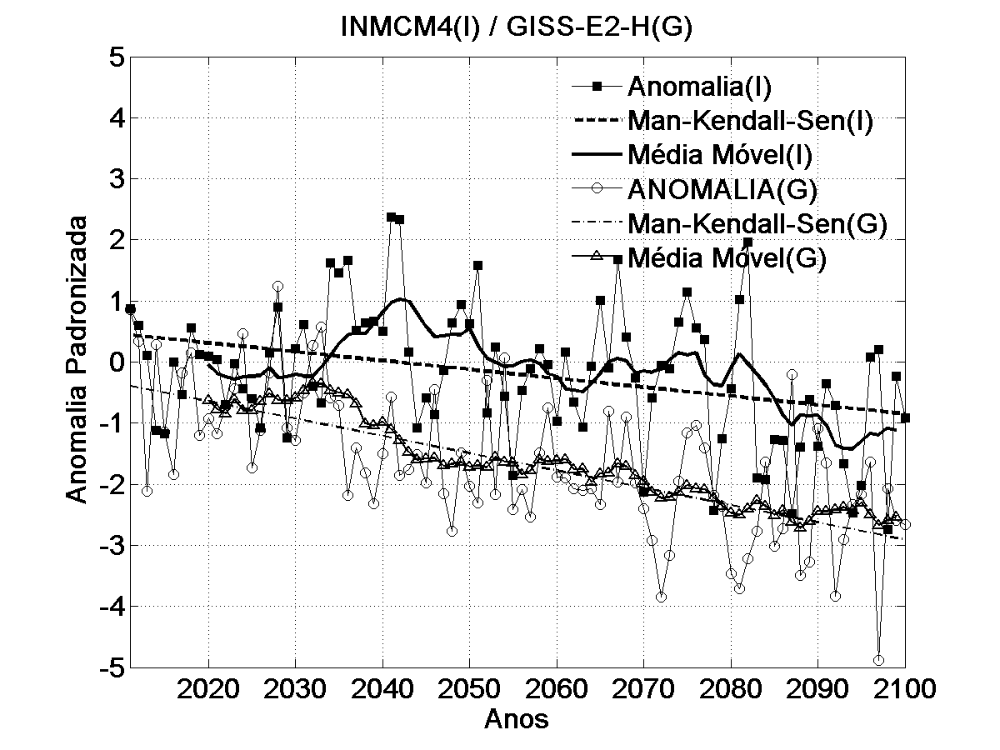 INMCM4(I) / GISS-E2-H(G)
5
4
3
2
1
0
-1
-2
-3
-4
-5
Anomalia Padronizada
Anomalia(I)
Man-Kendall-Sen(I)
Média Móvel(I)
ANOMALIA(G)
Man-Kendall-Sen(G)
Média Móvel(G)
2020 2030 2040 2050 2060 2070 2080 2090 2100
Anos